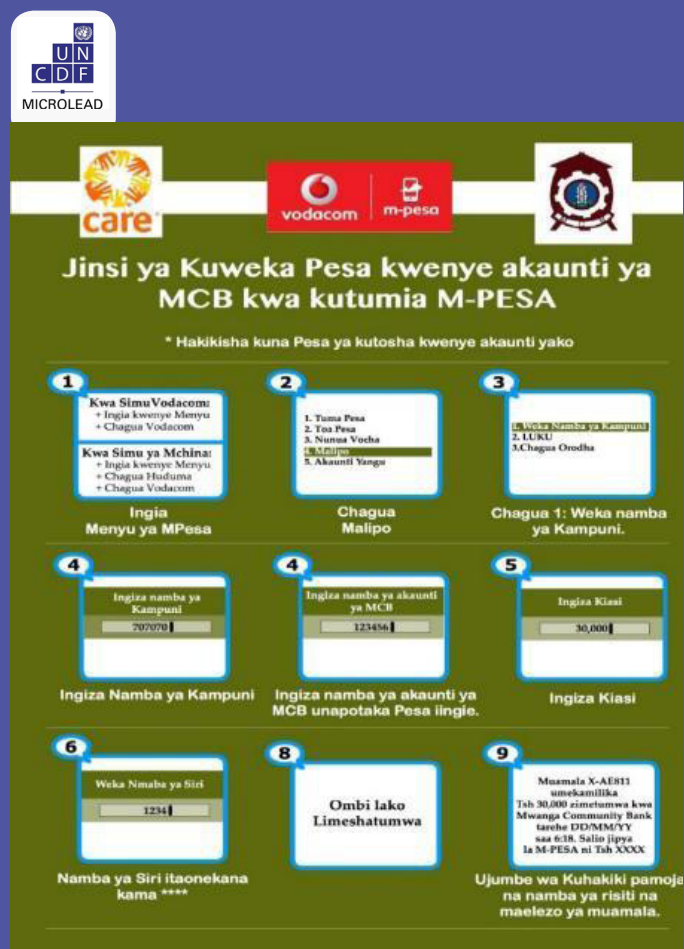 UN
CDF
MICROLEAD
care
vodacom
m-pesa
Jinsi ya Kuweka Pesa kwenye akaunti ya
MCB kwa kutumia M-PESA
* Hakikisha kuna Pesa ya kutosha kwenye akaunti yako
1
Kwa SimuVodacom:
+ Ingia kwenye Menyu
+ Chagua Vodacom
Kwa Simu ya Mchina:
+ Ingia kwenye Menyu
+ Chagua Huduma
+ Chagua Vodacom
Ingia
Menyu ya MPesa
2
1. Tuma Pesa
2. Toa Pesa
3. Nunua Vocha
4. Malipo
5. Akaunti Yangu
Chagua
Malipo
3
1. Weka Namba ya Kampuni
2. LUKU
3.Chagua Orodha
Chagua 1: Weka namba
ya Kampuni.
4
Ingiza namba ya
Kampuni
707070
Ingiza Namba ya Kampuni
4
Ingiza namba ya akaunti
ya MCB
123456
Ingiza namba ya akaunti ya
MCB unapotaka Pesa iingie.
5
Ingiza Kiasi
30,000
Ingiza Kiasi
6
Weka Nmaba ya Siri
1234
Namba ya Siri itaonekana
kama ****
8
Ombi lako
Limeshatumwa
9
Muamala X-AE811
umekamilika
Tsh 30,000 zimetumwa kwa
Mwanga Community Bank
tarehe DD/MM/YY
saa 6:18. Salio jipya
la M-PESA ni Tsh XXXX
Ujumbe wa Kuhakiki pamoja
na namba ya risiti na
maelezo ya muamala.